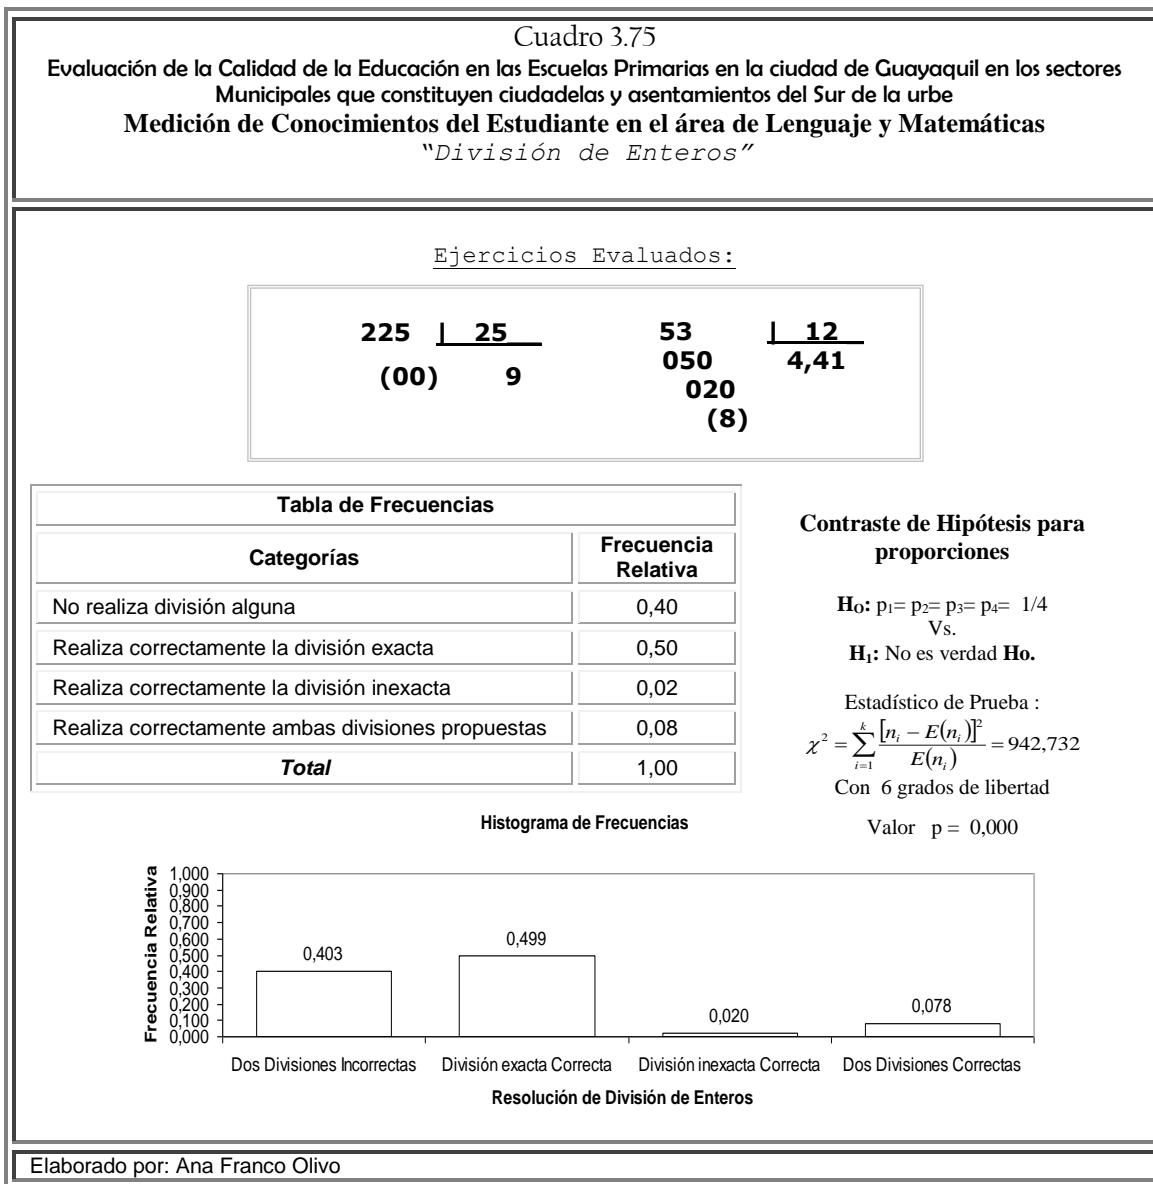 Cuadro 3.75
Evaluación de la Calidad de la Educación en las Escuelas Primarias en la ciudad de Guayaquil en los sectores
Municipales que constituyen ciudadelas y asentamientos del Sur de la urbe
Medición de Conocimientos del Estudiante en el área de Lenguaje y Matemáticas
"División de Enteros"
Ejercicios Evaluados:
225 | 25
(00) 9
53 | 12
050 4,41
020
(8)
Tabla de Frecuencias
Categorías Frecuencia Relativa
No realiza división alguna 0,40
Realiza correctamente la división exacta 0,50
Realiza correctamente la división inexacta 0,02
Realiza correctamente ambas divisiones propuestas 0,08
Total 1,00
Contraste de Hipótesis para
proporciones
HO: p1= p2= p3= p4= 1/4
Vs.
H1: No es verdad Ho.
Estadístico de Prueba :
χ² = ∑_{i=1}^{k} [n_i − E(n_i)]² / E(n_i) = 942,732
Con 6 grados de libertad
Valor p = 0,000
Histograma de Frecuencias
Frecuencia Relativa
1,000
0,900
0,800
0,700
0,600
0,500
0,400
0,300
0,200
0,100
0,000
0,403
0,499
0,020
0,078
Dos Divisiones Incorrectas División exacta Correcta División inexacta Correcta Dos Divisiones Correctas
Resolución de División de Enteros
Elaborado por: Ana Franco Olivo